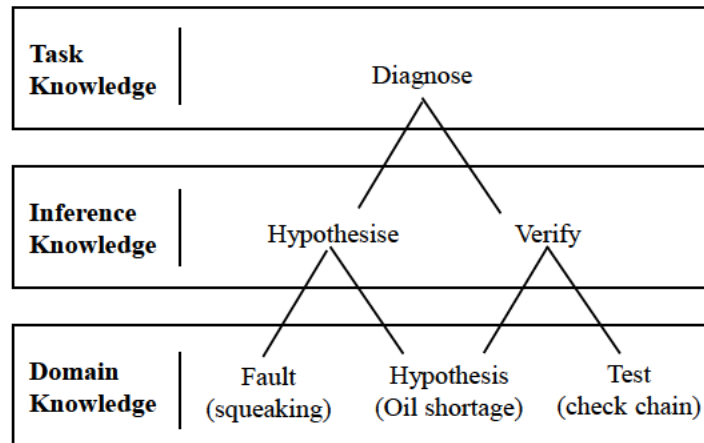 Task
Knowledge
Diagnose
Inference
Knowledge
Hypothesise
Verify
Domain
Knowledge
Fault
(squeaking)
Hypothesis
(Oil shortage)
Test
(check chain)